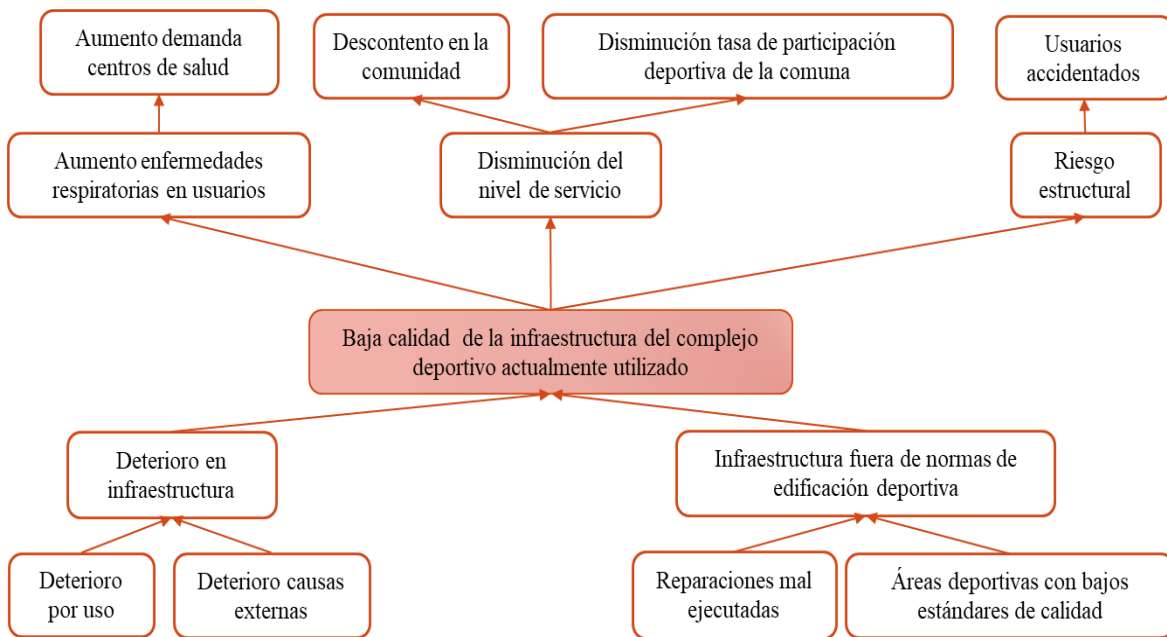 Aumento demanda
centros de salud
Descontento en la
comunidad
Disminución tasa de participación
deportiva de la comuna
Usuarios
accidentados
Aumento enfermedades
respiratorias en usuarios
Disminución del
nivel de servicio
Riesgo
estructural
Baja calidad de la infraestructura del complejo
deportivo actualmente utilizado
Deterioro en
infraestructura
Infraestructura fuera de normas de
edificación deportiva
Deterioro
por uso
Deterioro causas
externas
Reparaciones mal
ejecutadas
Áreas deportivas con bajos
estándares de calidad